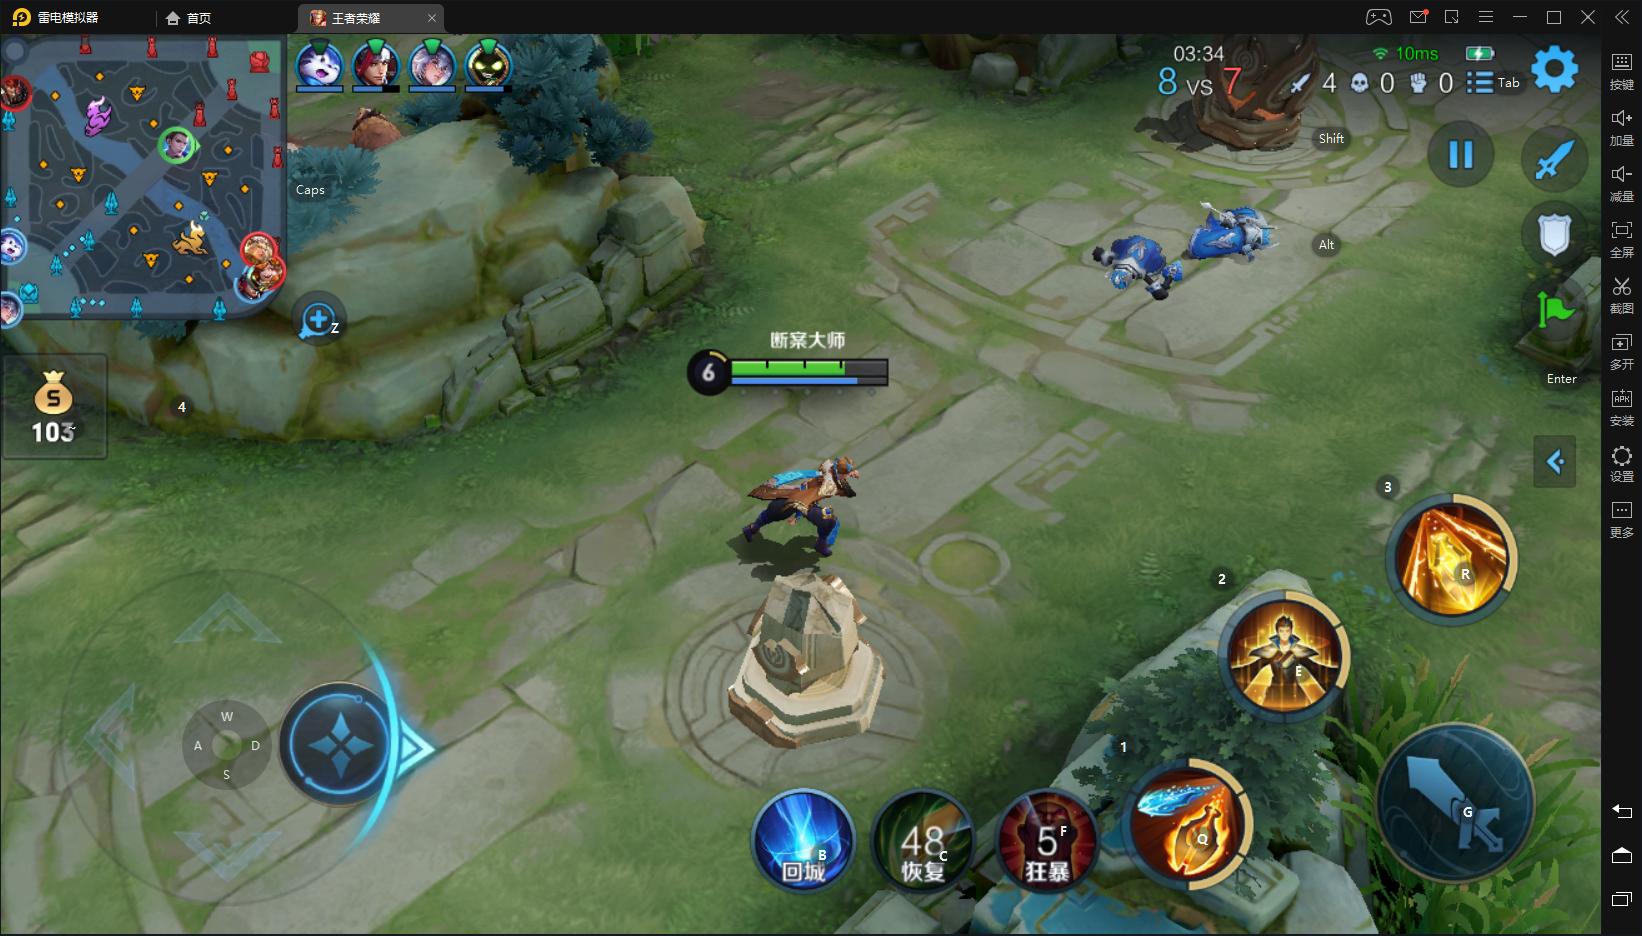 雷电模拟器
首页
王者荣耀
03:34
10ms
8 VS 7
4
0
0
Tab
Shift
Caps
Alt
Z
Enter
S
103
4
断案大师
6
3
R
2
E
1
W
A
D
S
B
回城
48
C
恢复
5
F
狂暴
Q
G
按键
加量
减量
全屏
截图
多开
APK
安装
设置
更多